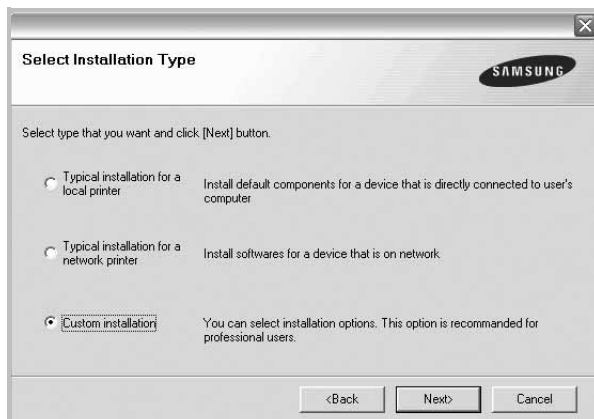 Select Installation Type
SAMSUNG
Select type that you want and click [Next] button.
Typical installation for a
local printer
Install default components for a device that is directly connected to user's
computer
Typical installation for a
network printer
Install softwares for a device that is on network
Custom installation
You can select installation options. This option is recommanded for
professional users.
<Back
Next>
Cancel